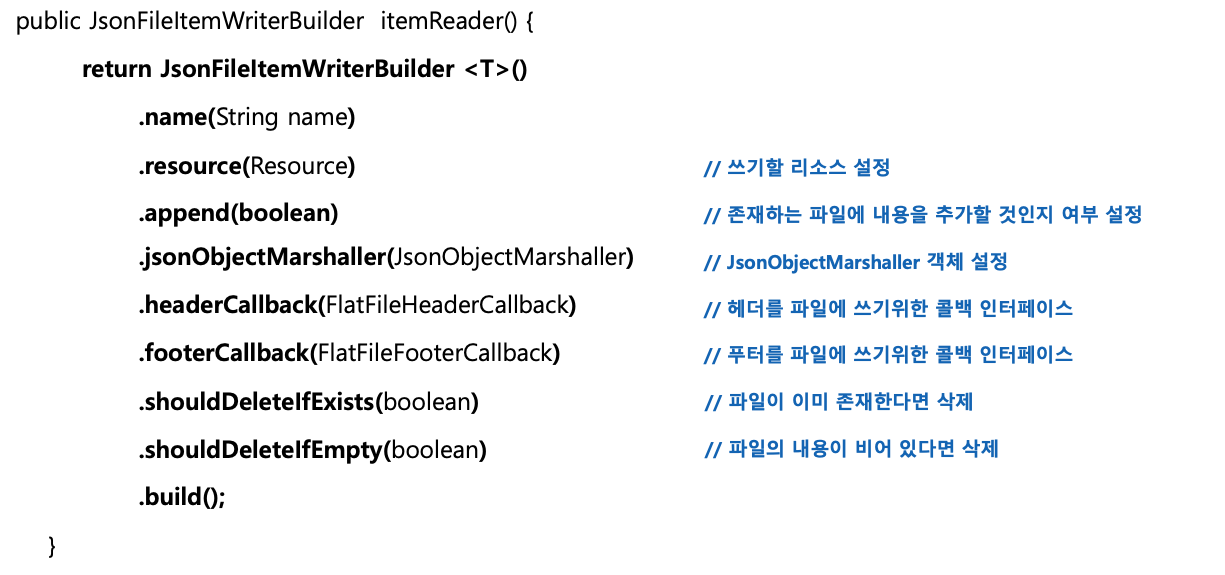 public JsonFileItemWriterBuilder itemReader() {
return JsonFileItemWriterBuilder <T>()
.name(String name)
.resource(Resource) // 쓰기할 리소스 설정
.append(boolean) // 존재하는 파일에 내용을 추가할 것인지 여부 설정
.jsonObjectMarshaller(JsonObjectMarshaller) // JsonObjectMarshaller 객체 설정
.headerCallback(FlatFileHeaderCallback) // 헤더를 파일에 쓰기위한 콜백 인터페이스
.footerCallback(FlatFileFooterCallback) // 푸터를 파일에 쓰기위한 콜백 인터페이스
.shouldDeleteIfExists(boolean) // 파일이 이미 존재한다면 삭제
.shouldDeleteIfEmpty(boolean) // 파일의 내용이 비어 있다면 삭제
.build();
}